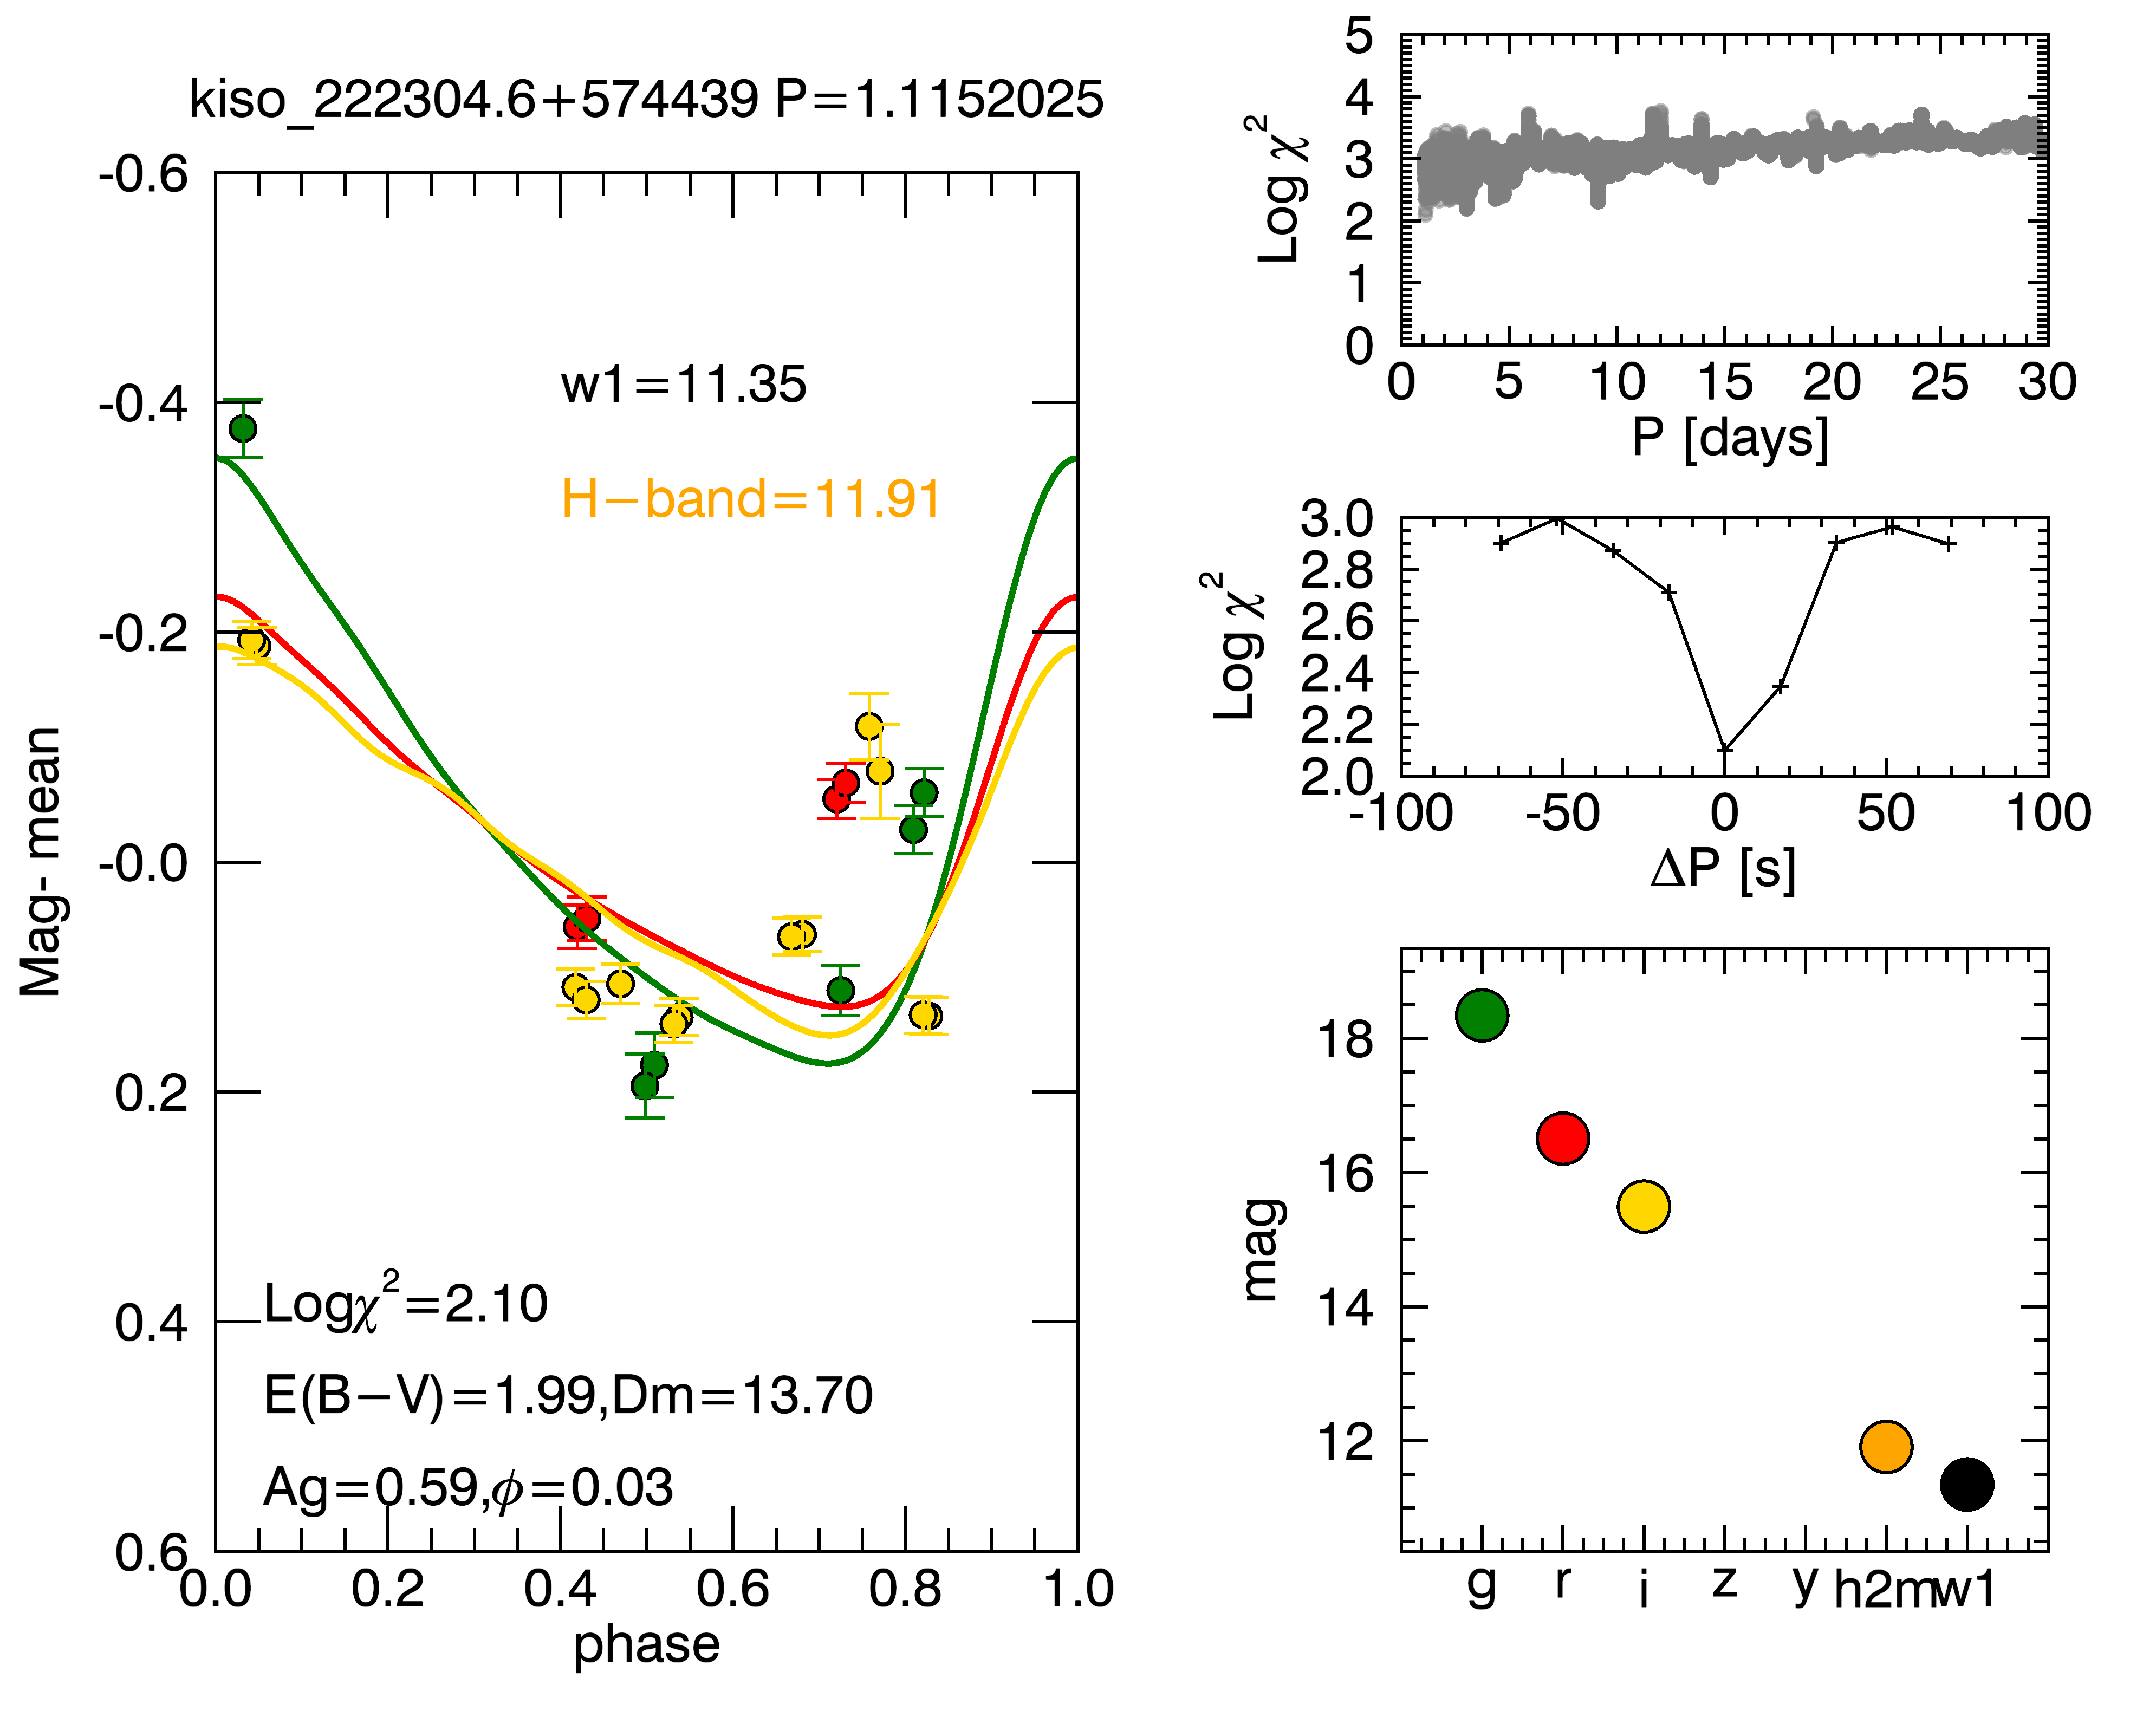 kiso_222304.6+574439 P=1.1152025
-0.6
-0.4
-0.2
-0.0
0.2
0.4
0.6
Mag- mean
w1=11.35
H-band=11.91
Logχ²=2.10
E(B-V)=1.99,Dm=13.70
Ag=0.59,ϕ=0.03
0.0 0.2 0.4 0.6 0.8 1.0
phase
5
4
3
2
1
0
Log χ²
0 5 10 15 20 25 30
P [days]
3.0
2.8
2.6
2.4
2.2
2.0
Log χ²
-100 -50 0 50 100
ΔP [s]
18
16
14
12
mag
g r i z y h2mw1